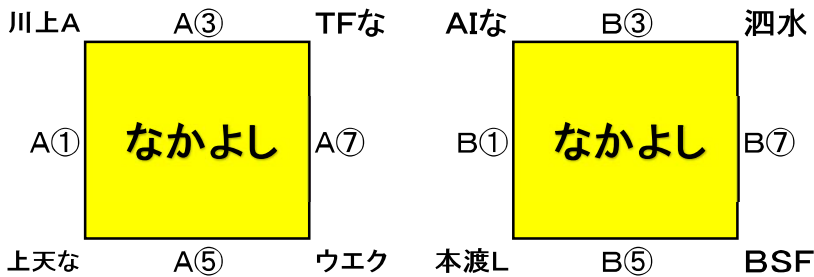 川上A A③ TFな AIな B③ 泗水
A① なかよし A⑦ B① なかよし B⑦
上天な A⑤ ウエク 本渡L B⑤ BSF